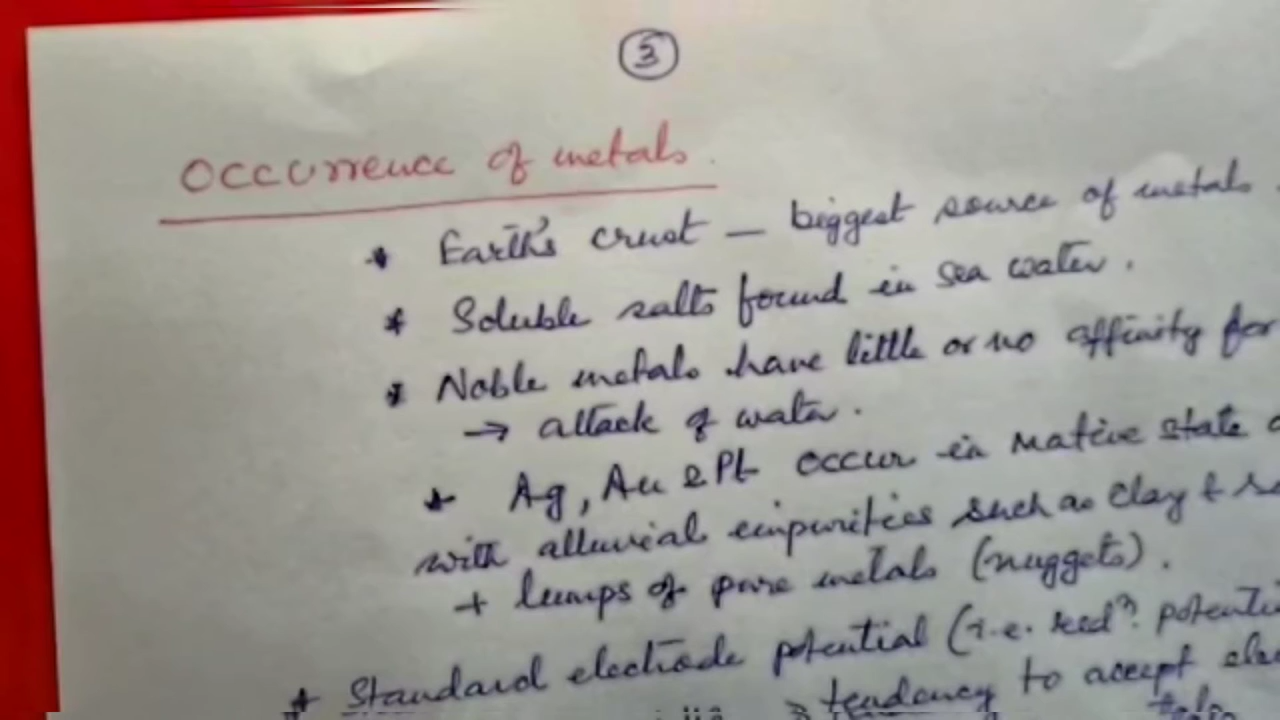 3
Occurrence of metals.
* Earth's crust — biggest source of metals
* Soluble salts found in sea water.
* Noble metals have little or no affinity for
→ attack of water.
* Ag, Au & Pt occur in native state
with alluvial impurities such as clay &
+ lumps of pure metals (nuggets).
* Standard electrode potential (i.e. redn. potenti
tendency to accept elec